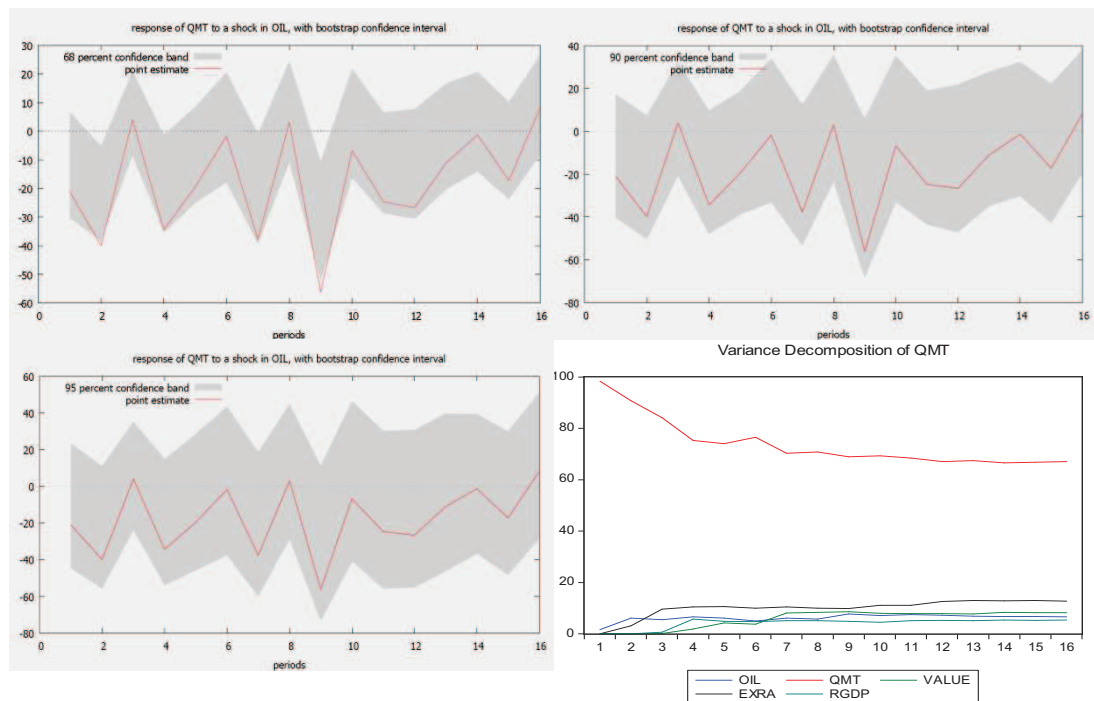 response of QMT to a shock in OIL, with bootstrap confidence interval
68 percent confidence band
point estimate
30
20
10
0
-10
-20
-30
-40
-50
-60
0 2 4 6 8 10 12 14 16
periods
response of QMT to a shock in OIL, with bootstrap confidence interval
90 percent confidence band
point estimate
40
20
0
-20
-40
-60
-80
0 2 4 6 8 10 12 14 16
periods
response of QMT to a shock in OIL, with bootstrap confidence interval
95 percent confidence band
point estimate
60
40
20
0
-20
-40
-60
-80
0 2 4 6 8 10 12 14 16
periods
Variance Decomposition of QMT
100
80
60
40
20
0
1 2 3 4 5 6 7 8 9 10 11 12 13 14 15 16
OIL QMT VALUE
EXRA RGDP